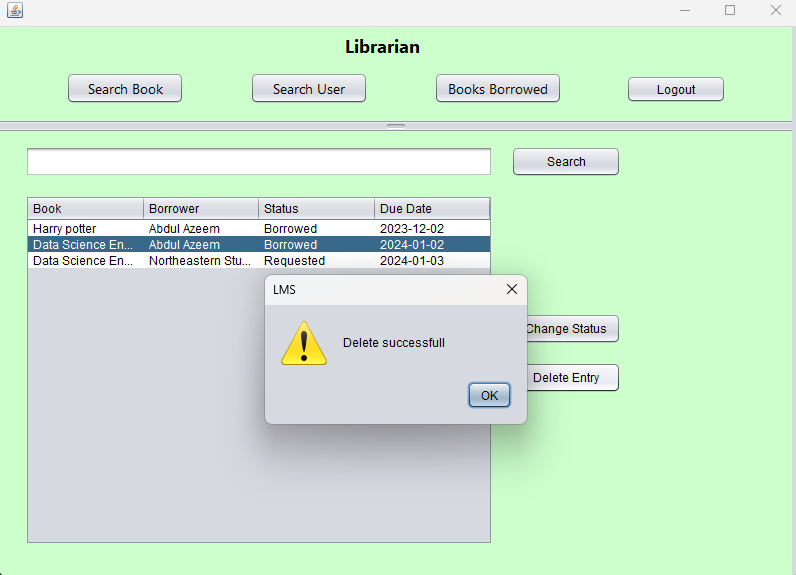 Librarian
Search Book Search User Books Borrowed Logout
Search
Book Borrower Status Due Date
Harry potter Abdul Azeem Borrowed 2023-12-02
Data Science En... Abdul Azeem Borrowed 2024-01-02
Data Science En... Northeastern Stu... Requested 2024-01-03
LMS
Change Status
Delete successfull
Delete Entry
OK